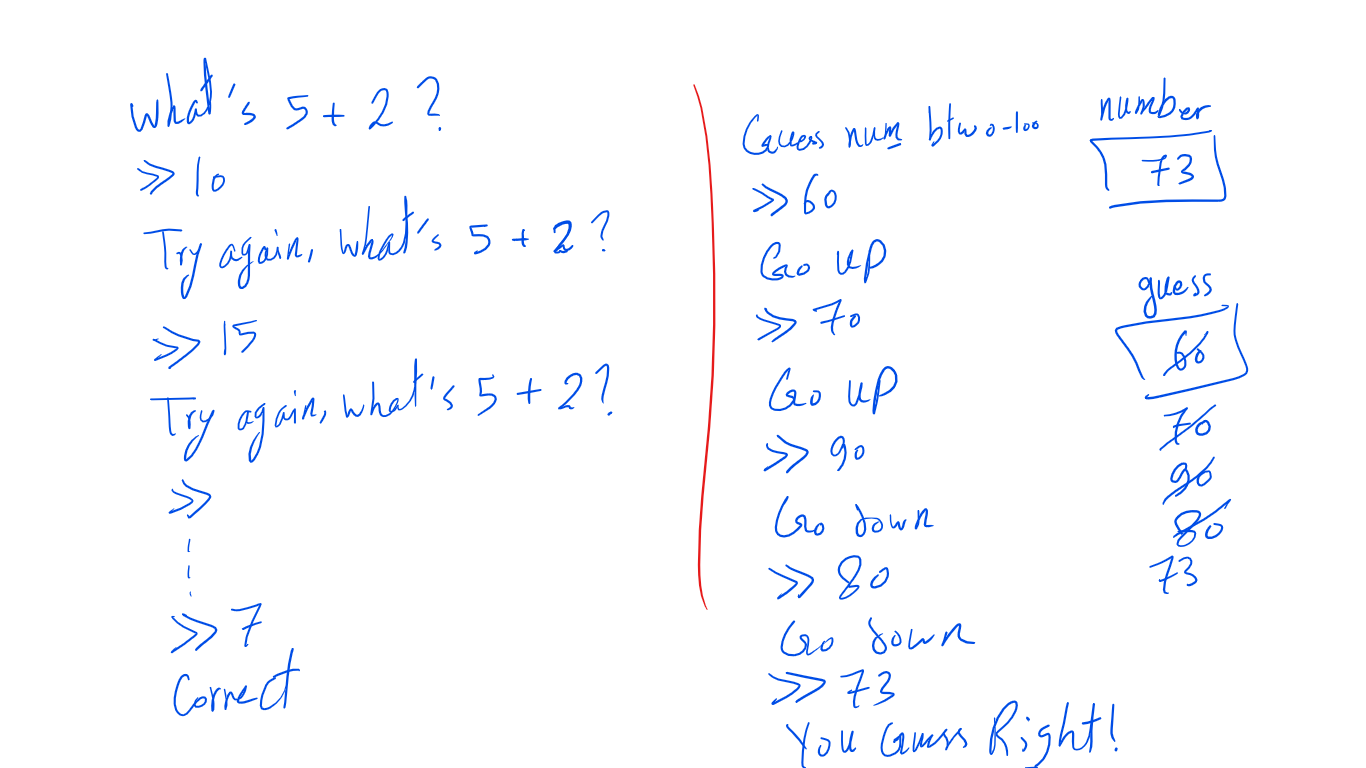 What's 5 + 2 ?
>> 10
Try again, what's 5 + 2 ?
>> 15
Try again, what's 5 + 2 ?
>>
>> 7
Correct
Guess num btw 0-100
>> 60
Go up
>> 70
Go up
>> 90
Go down
>> 80
Go down
>> 73
You Guess Right!
number
73
guess
60
70
90
80
73